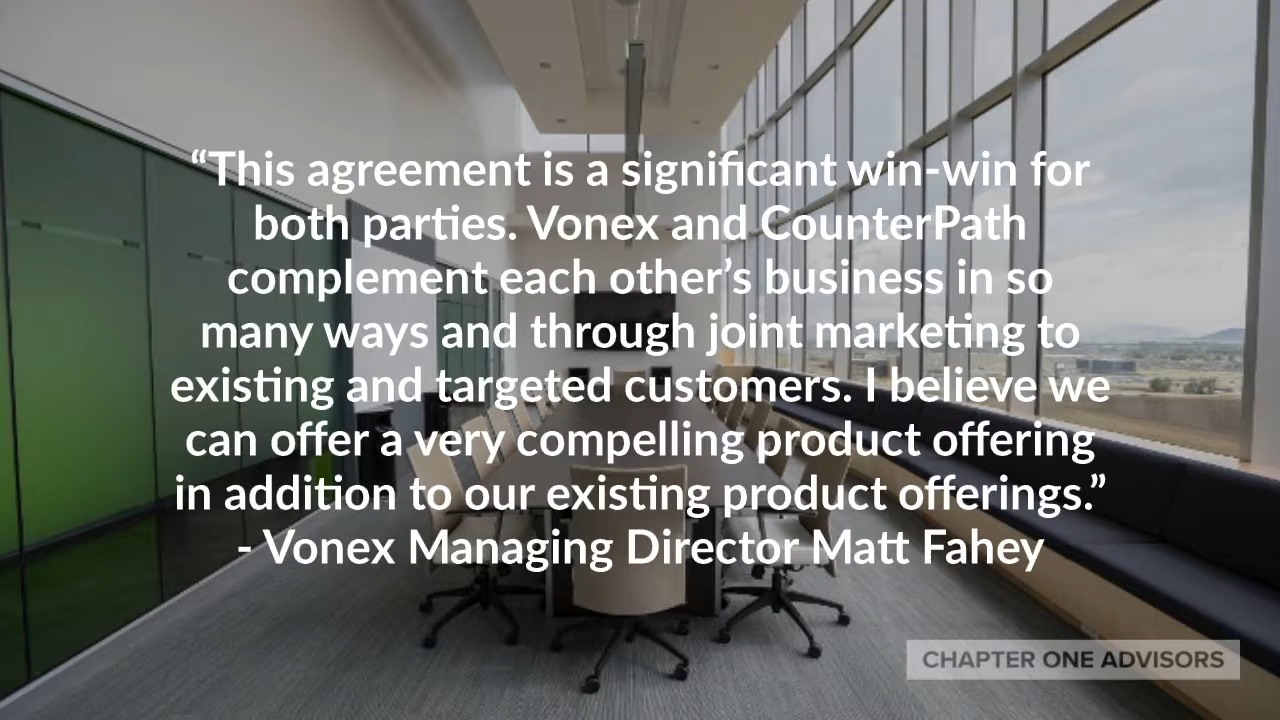 “This agreement is a significant win-win for
both parties. Vonex and CounterPath
complement each other’s business in so
many ways and through joint marketing to
existing and targeted customers. I believe we
can offer a very compelling product offering
in addition to our existing product offerings.”
- Vonex Managing Director Matt Fahey
CHAPTER ONE ADVISORS